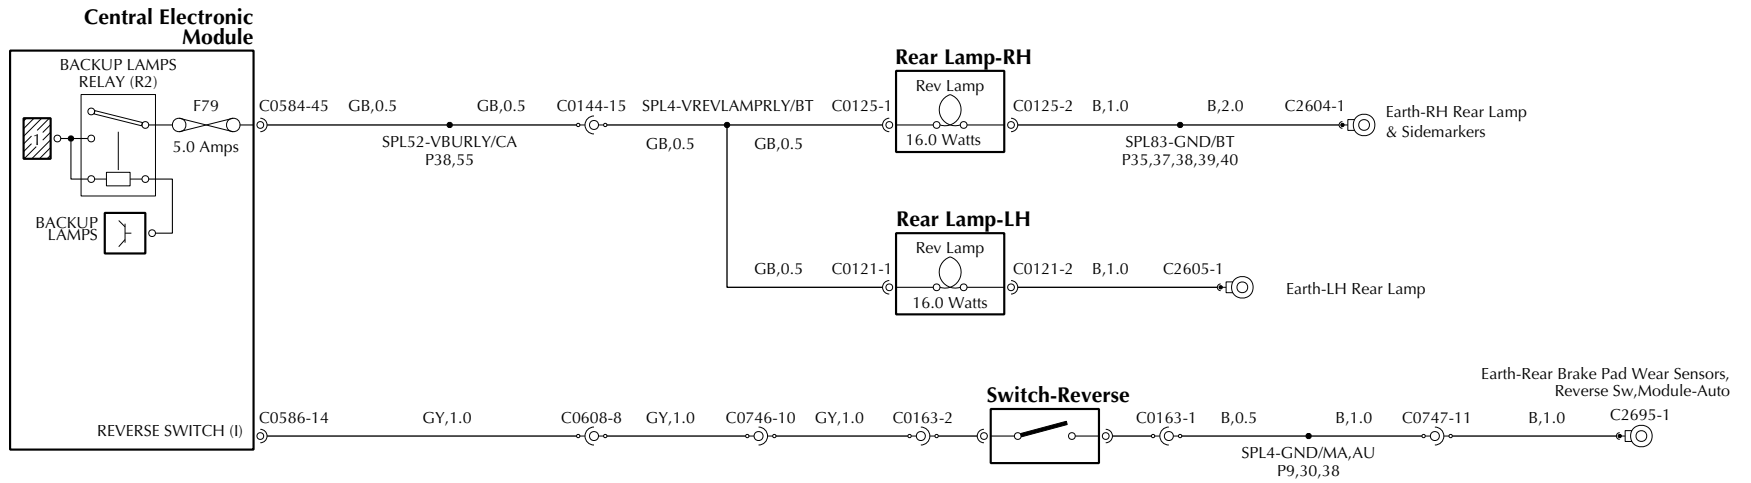 Central Electronic
Module
BACKUP LAMPS
RELAY (R2)
F79
5.0 Amps
1
BACKUP
LAMPS
REVERSE SWITCH (I)
C0584-45
GB,0.5
SPL52-VBURLY/CA
P38,55
GB,0.5
C0144-15
SPL4-VREVLAMPRLY/BT
GB,0.5
GB,0.5
C0125-1
Rear Lamp-RH
Rev Lamp
16.0 Watts
C0125-2
B,1.0
SPL83-GND/BT
P35,37,38,39,40
B,2.0
C2604-1
Earth-RH Rear Lamp
& Sidemarkers
GB,0.5
C0121-1
Rear Lamp-LH
Rev Lamp
16.0 Watts
C0121-2
B,1.0
C2605-1
Earth-LH Rear Lamp
C0586-14
GY,1.0
C0608-8
GY,1.0
C0746-10
GY,1.0
C0163-2
Switch-Reverse
C0163-1
B,0.5
SPL4-GND/MA,AU
P9,30,38
B,1.0
C0747-11
B,1.0
C2695-1
Earth-Rear Brake Pad Wear Sensors,
Reverse Sw,Module-Auto